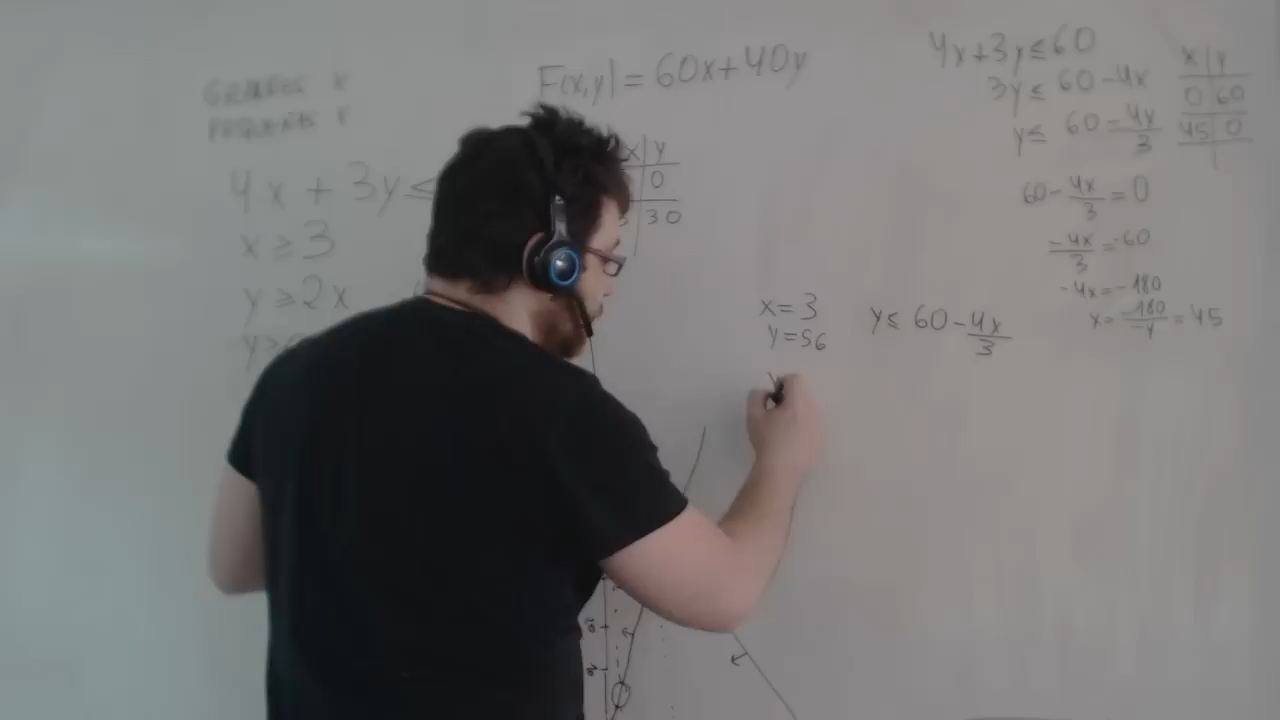 GRANDES X
PEQUEÑAS Y
F(x,y) = 60x+40y
4x + 3y ≤
x ≥ 3
y ≥ 2x
y ≥
x | y
0
30
4x+3y ≤ 60
3y ≤ 60 - 4x
y ≤ 60 - 4x/3
x | y
0 | 60
45 | 0
60 - 4x/3 = 0
-4x/3 = -60
-4x = -180
x = -180/-4 = 45
x = 3
y = 56
y ≤ 60 - 4x/3